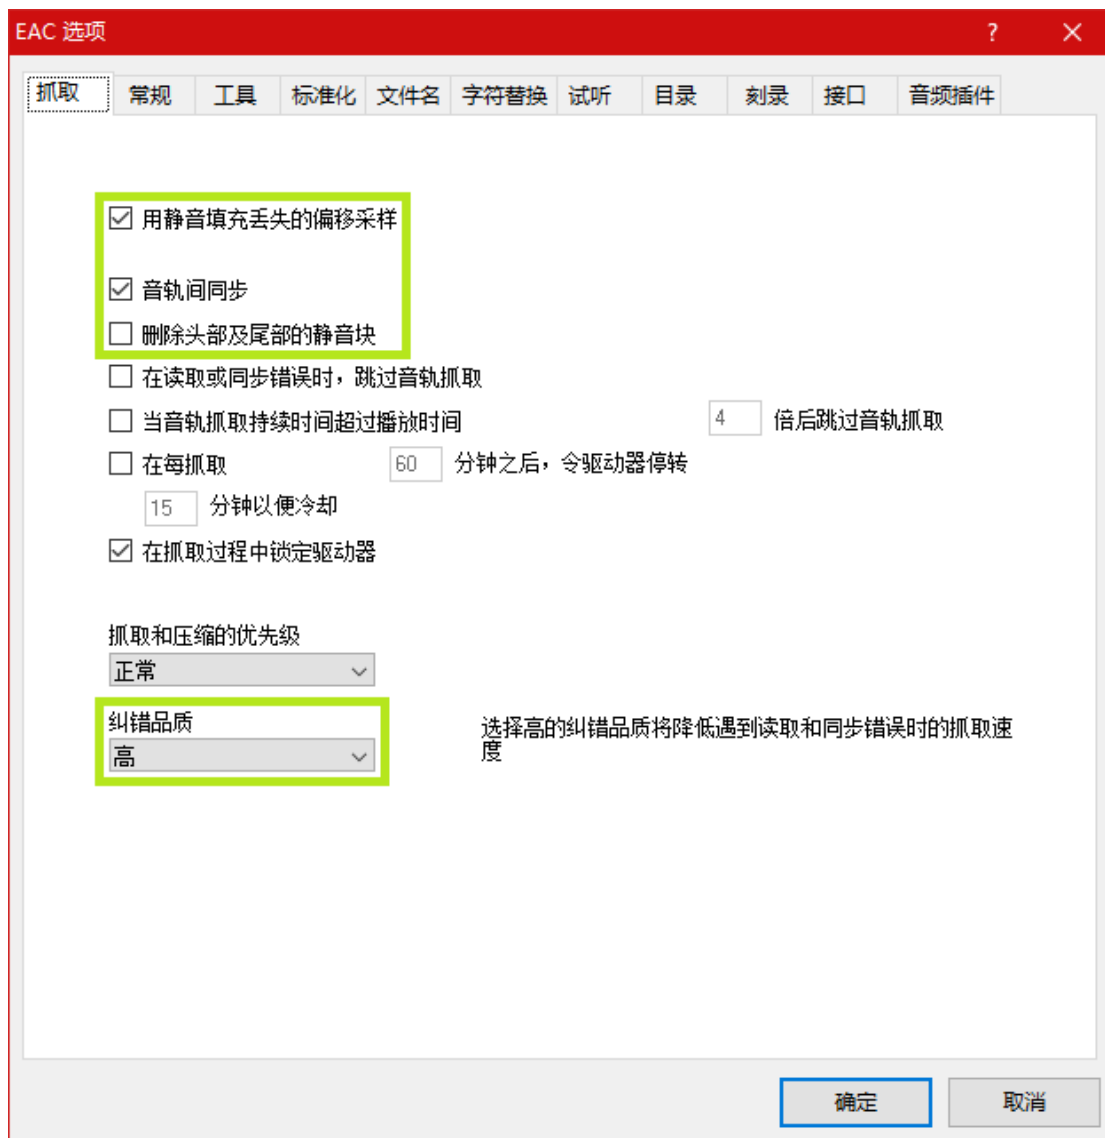 EAC 选项
抓取 常规 工具 标准化 文件名 字符替换 试听 目录 刻录 接口 音频插件
用静音填充丢失的偏移采样
音轨间同步
删除头部及尾部的静音块
在读取或同步错误时，跳过音轨抓取
当音轨抓取持续时间超过播放时间 4 倍后跳过音轨抓取
在每抓取 60 分钟之后，令驱动器停转
15 分钟以便冷却
在抓取过程中锁定驱动器
抓取和压缩的优先级
正常
纠错品质
高
选择高的纠错品质将降低遇到读取和同步错误时的抓取速
度
确定 取消